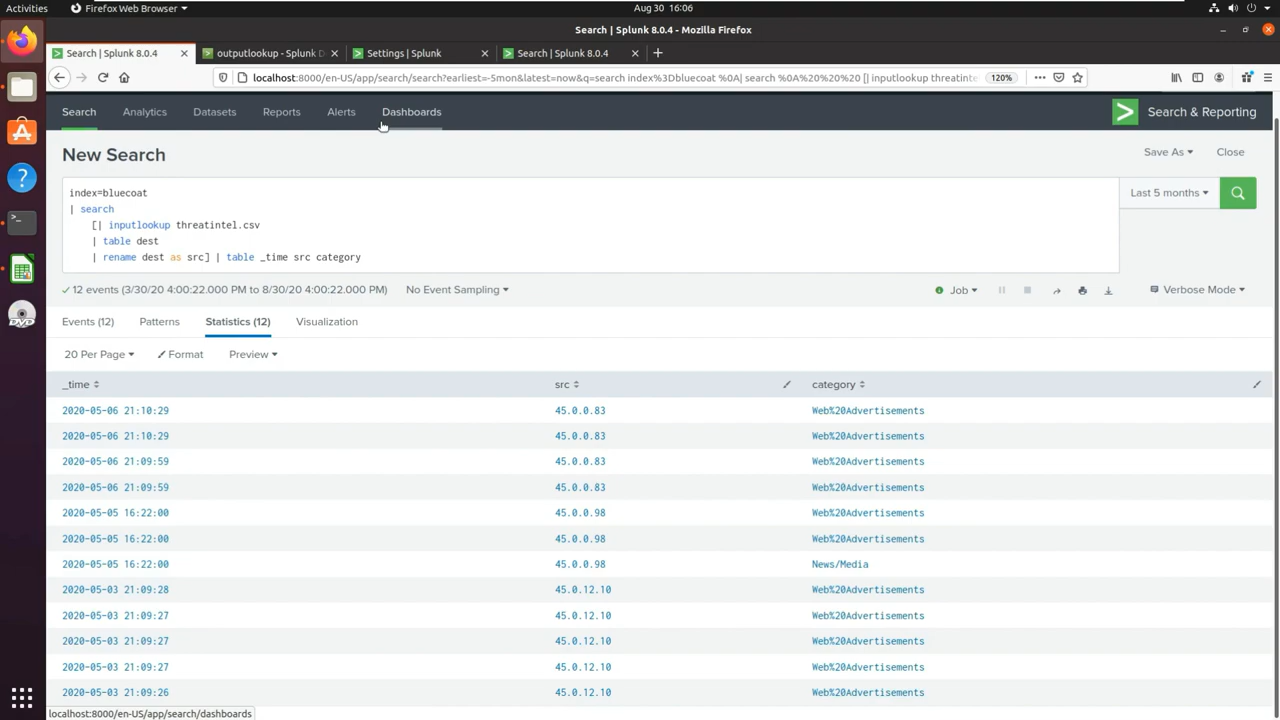 Activities
Firefox Web Browser
Aug 30 16:06
Search | Splunk 8.0.4 - Mozilla Firefox
Search | Splunk 8.0.4
outputlookup - Splunk D
Settings | Splunk
Search | Splunk 8.0.4
localhost:8000/en-US/app/search/search?earliest=-5mon&latest=now&q=search index%3Dbluecoat %0A| search %0A%20%20%20 [| inputlookup threatinte
120%
Search
Analytics
Datasets
Reports
Alerts
Dashboards
Search & Reporting
New Search
Save As
Close
index=bluecoat
| search
[| inputlookup threatintel.csv
| table dest
| rename dest as src] | table _time src category
Last 5 months
12 events (3/30/20 4:00:22.000 PM to 8/30/20 4:00:22.000 PM)
No Event Sampling
Job
Verbose Mode
Events (12)
Patterns
Statistics (12)
Visualization
20 Per Page
Format
Preview
_time src category
2020-05-06 21:10:29 45.0.0.83 Web%20Advertisements
2020-05-06 21:10:29 45.0.0.83 Web%20Advertisements
2020-05-06 21:09:59 45.0.0.83 Web%20Advertisements
2020-05-06 21:09:59 45.0.0.83 Web%20Advertisements
2020-05-05 16:22:00 45.0.0.98 Web%20Advertisements
2020-05-05 16:22:00 45.0.0.98 Web%20Advertisements
2020-05-05 16:22:00 45.0.0.98 News/Media
2020-05-03 21:09:28 45.0.12.10 Web%20Advertisements
2020-05-03 21:09:27 45.0.12.10 Web%20Advertisements
2020-05-03 21:09:27 45.0.12.10 Web%20Advertisements
2020-05-03 21:09:27 45.0.12.10 Web%20Advertisements
2020-05-03 21:09:26 45.0.12.10 Web%20Advertisements
localhost:8000/en-US/app/search/dashboards